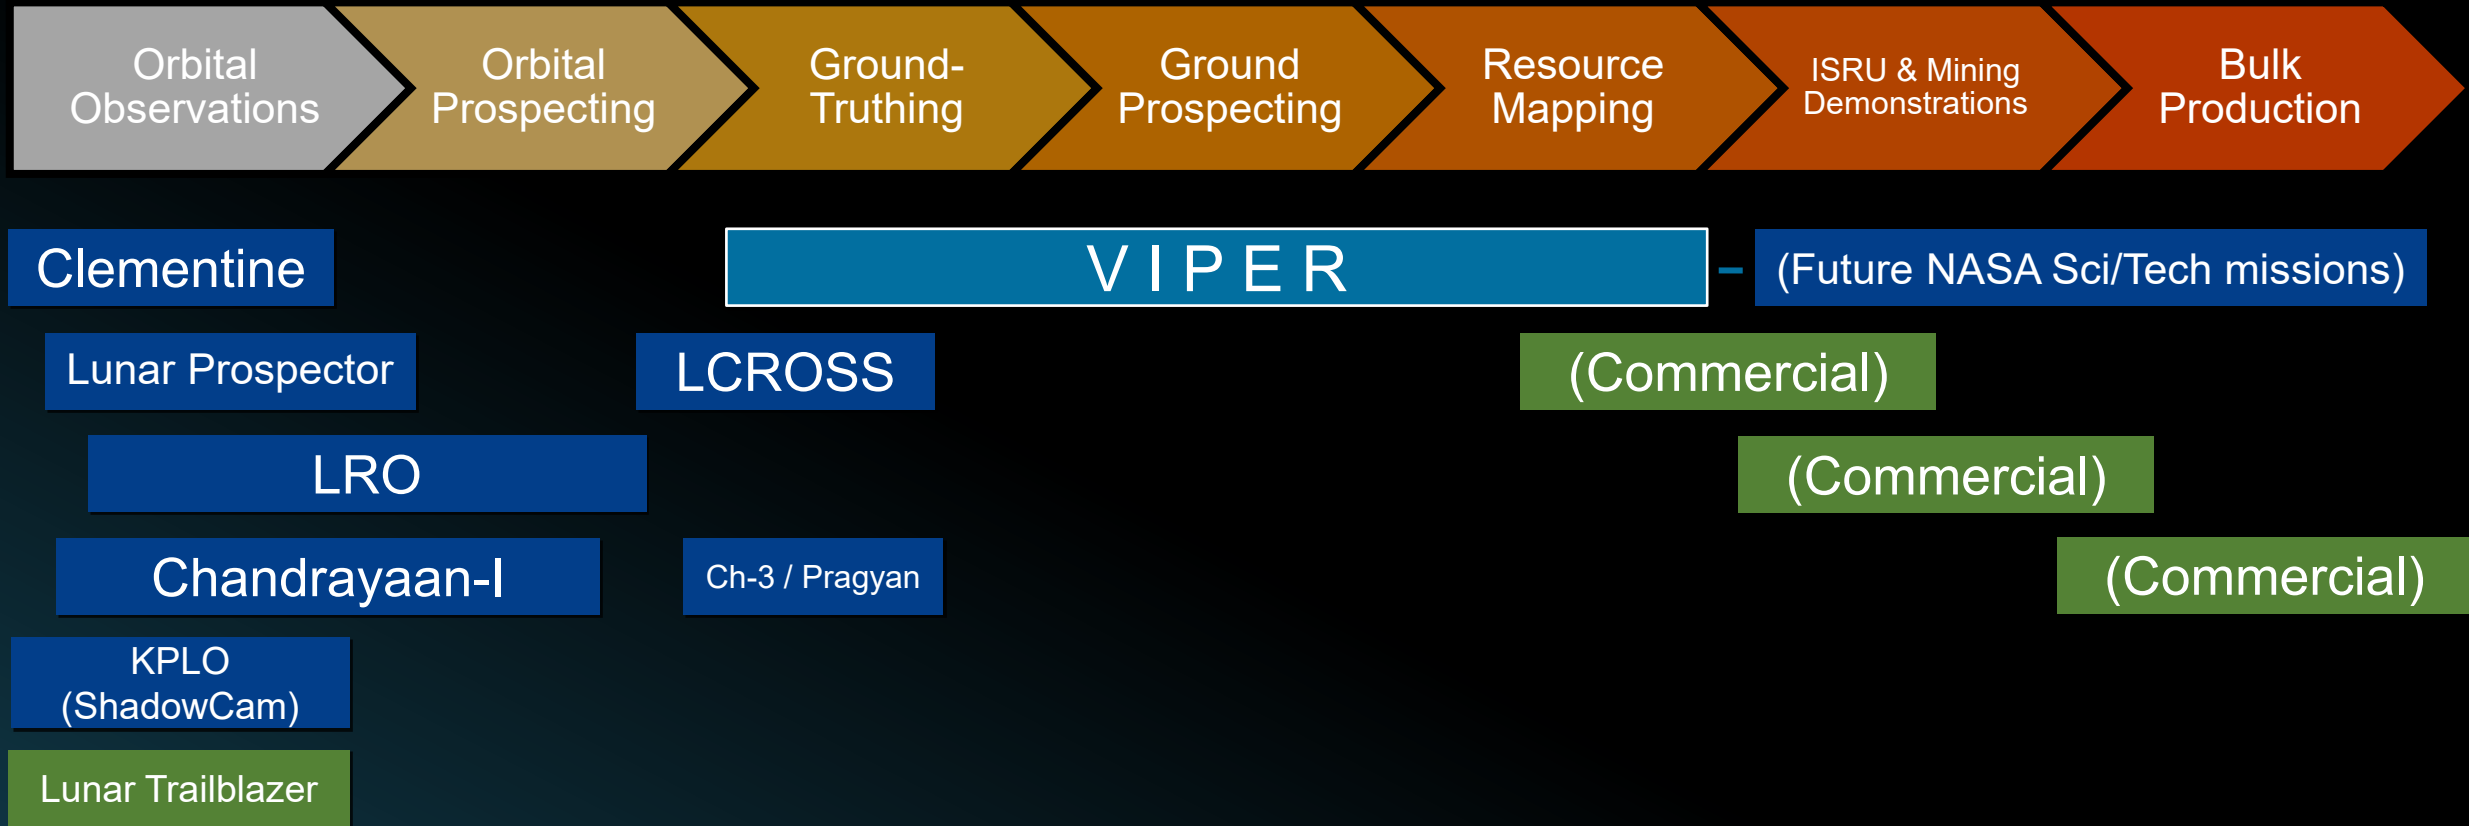 Orbital
Observations
Orbital
Prospecting
Ground-
Truthing
Ground
Prospecting
Resource
Mapping
ISRU & Mining
Demonstrations
Bulk
Production
Clementine
V I P E R
(Future NASA Sci/Tech missions)
Lunar Prospector
LCROSS
(Commercial)
LRO
(Commercial)
Chandrayaan-I
Ch-3 / Pragyan
(Commercial)
KPLO
(ShadowCam)
Lunar Trailblazer